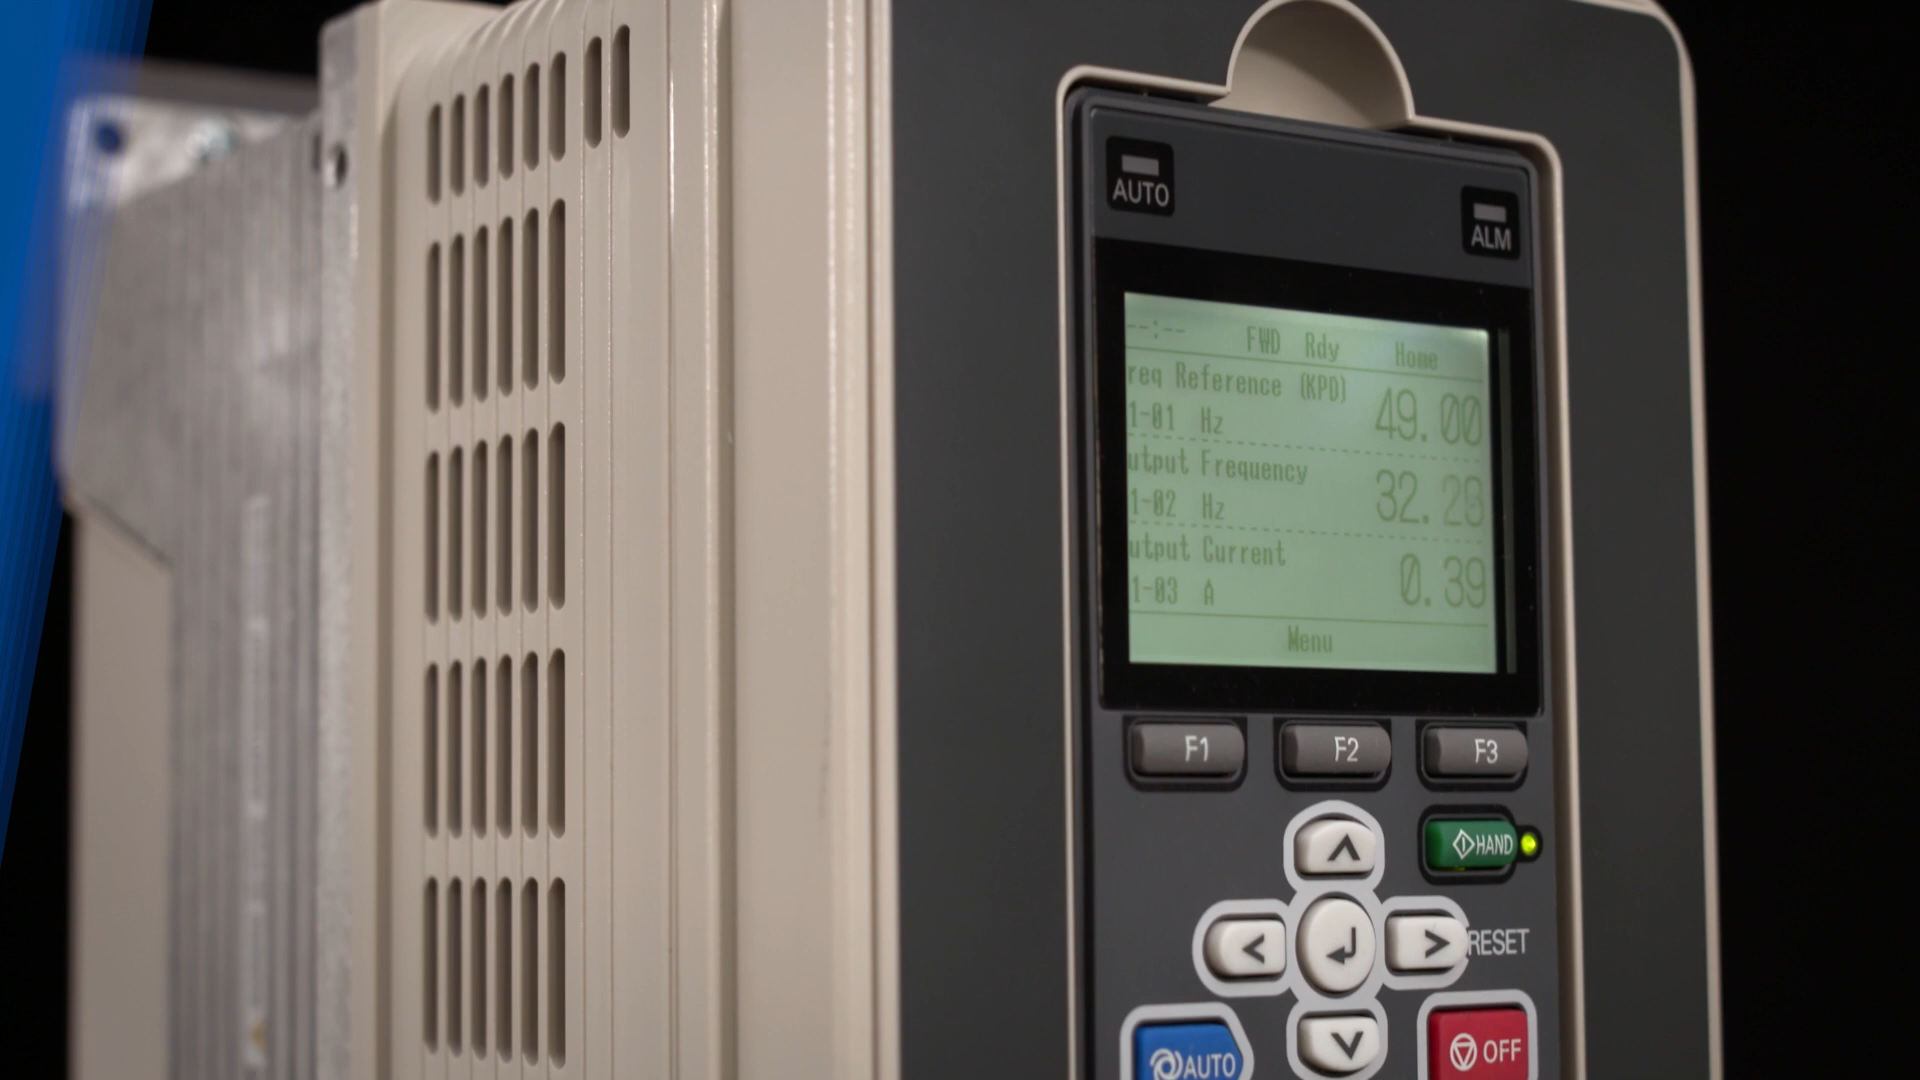 AUTO
ALM
--:-- FWD Rdy Home
req Reference (KPD)
1-01 Hz 49.00
utput Frequency
1-02 Hz 32.26
utput Current
1-03 A 0.39
Menu
F1 F2 F3
HAND
RESET
AUTO
OFF